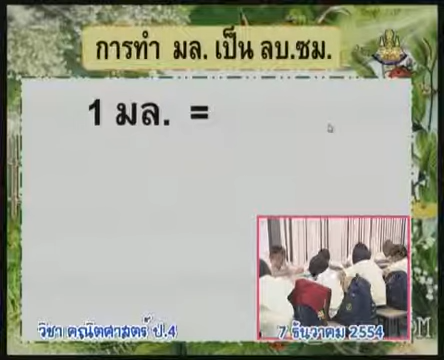 การทำ มล. เป็น ลบ.ซม.
1 มล. =
วิชา คณิตศาสตร์ ป.4
7 ธันวาคม 2554